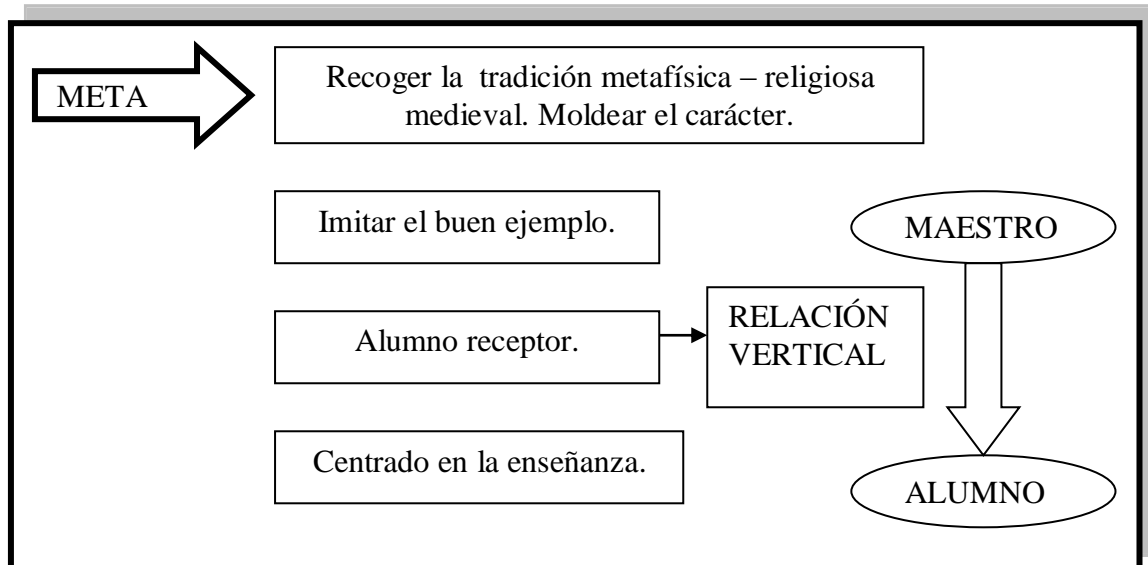 META
Recoger la tradición metafísica – religiosa
medieval. Moldear el carácter.
Imitar el buen ejemplo.
MAESTRO
Alumno receptor.
RELACIÓN
VERTICAL
Centrado en la enseñanza.
ALUMNO